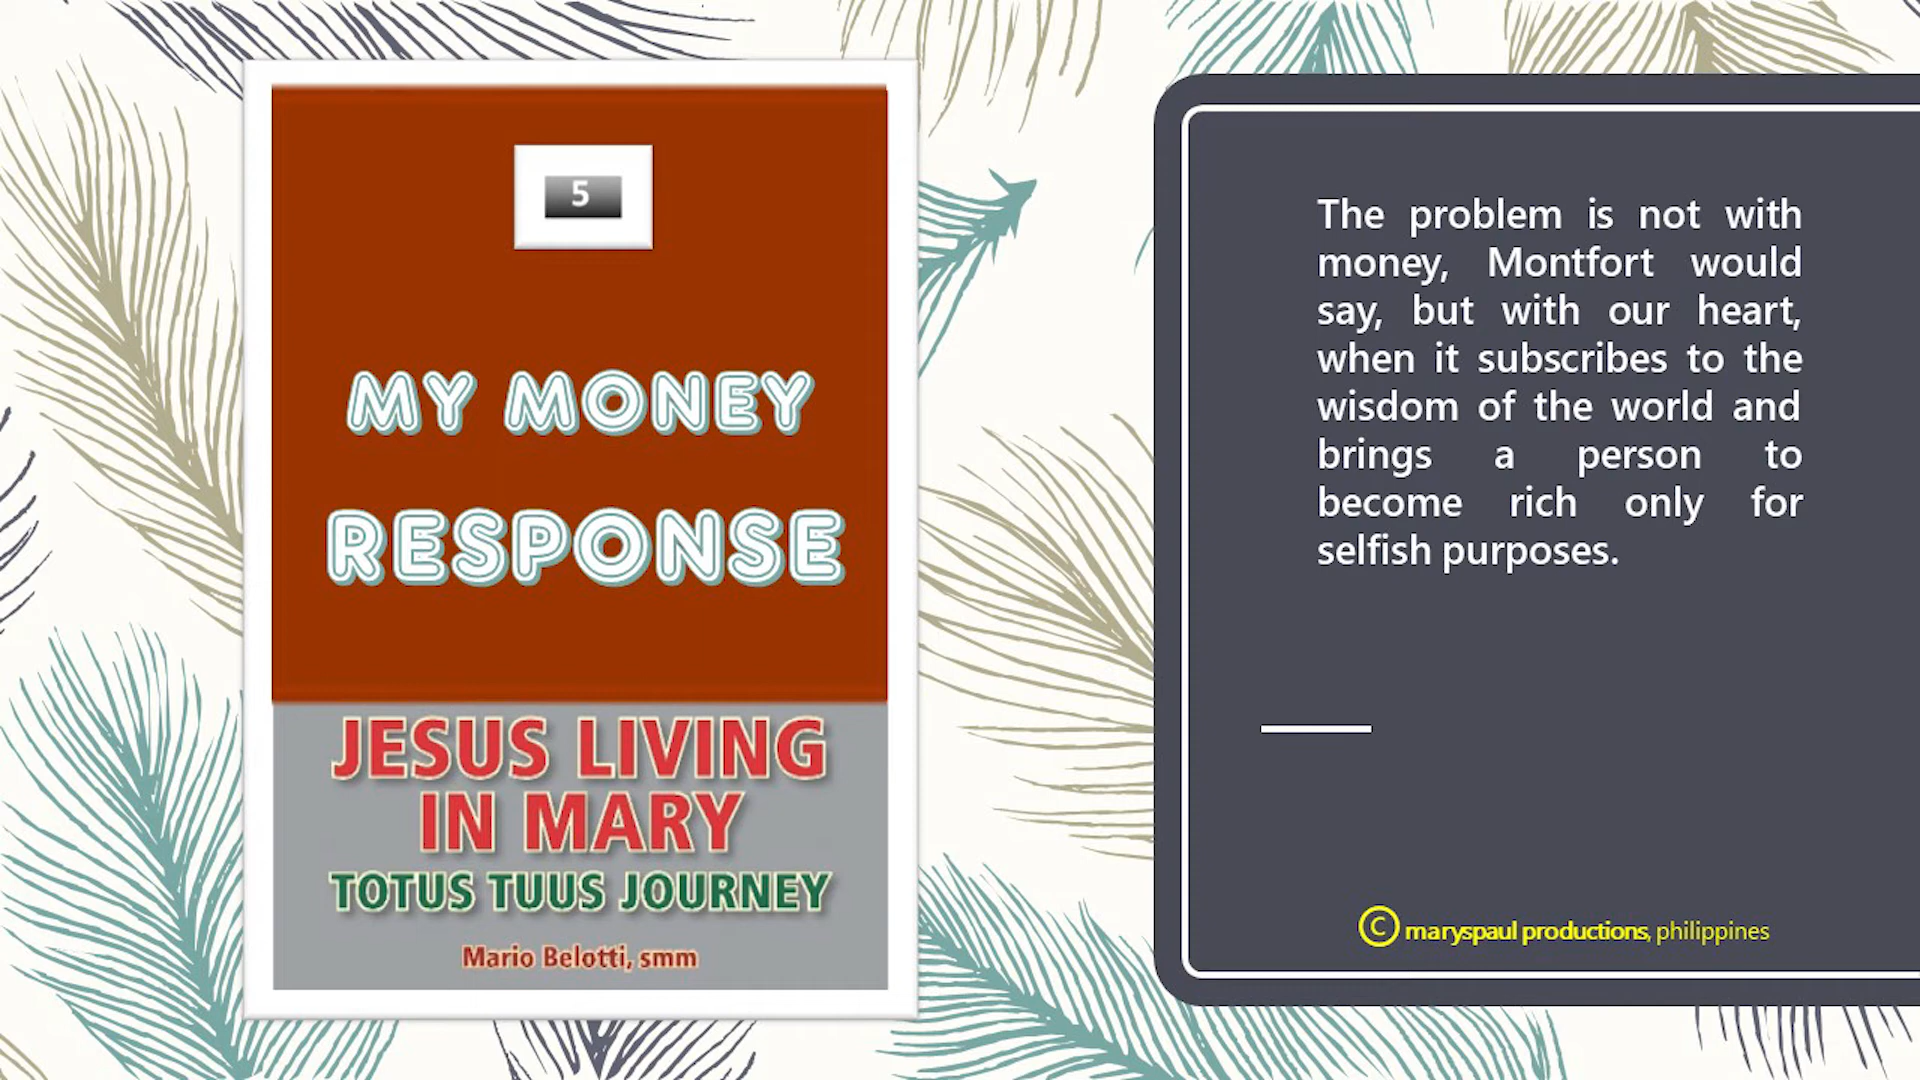 5
MY MONEY
RESPONSE
JESUS LIVING
IN MARY
TOTUS TUUS JOURNEY
Mario Belotti, smm
The problem is not with
money, Montfort would
say, but with our heart,
when it subscribes to the
wisdom of the world and
brings a person to
become rich only for
selfish purposes.
© maryspaul productions, philippines